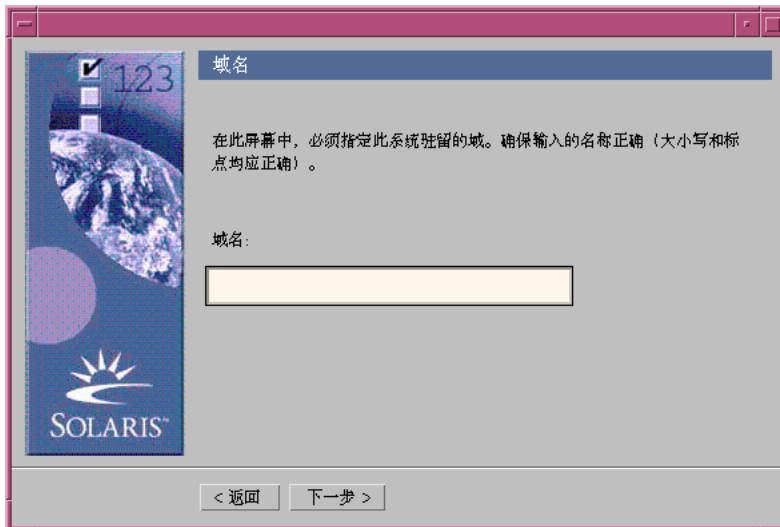 123
域名
在此屏幕中，必须指定此系统驻留的域。确保输入的名称正确（大小写和标
点均应正确）。
域名:
SOLARIS™
< 返回
下一步 >